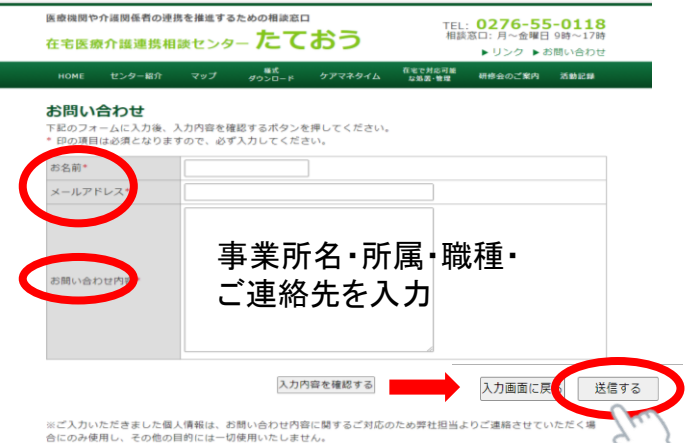 医療機関や介護関係者の連携を推進するための相談窓口
在宅医療介護連携相談センター たておう
TEL: 0276-55-0118
相談窓口: 月～金曜日 9時～17時
▶ リンク ▶ お問い合わせ
HOME センター紹介 マップ 様式ダウンロード ケアマネタイム 在宅で対応可能な処置・管理 研修会のご案内 活動記録
お問い合わせ
下記のフォームに入力後、入力内容を確認するボタンを押してください。
* 印の項目は必須となりますので、必ず入力してください。
お名前*
メールアドレス*
お問い合わせ内容*
事業所名・所属・職種・
ご連絡先を入力
入力内容を確認する
入力画面に戻
送信する
※ご入力いただきました個人情報は、お問い合わせ内容に関するご対応のため弊社担当よりご連絡させていただく場
合にのみ使用し、その他の目的には一切使用いたしません。